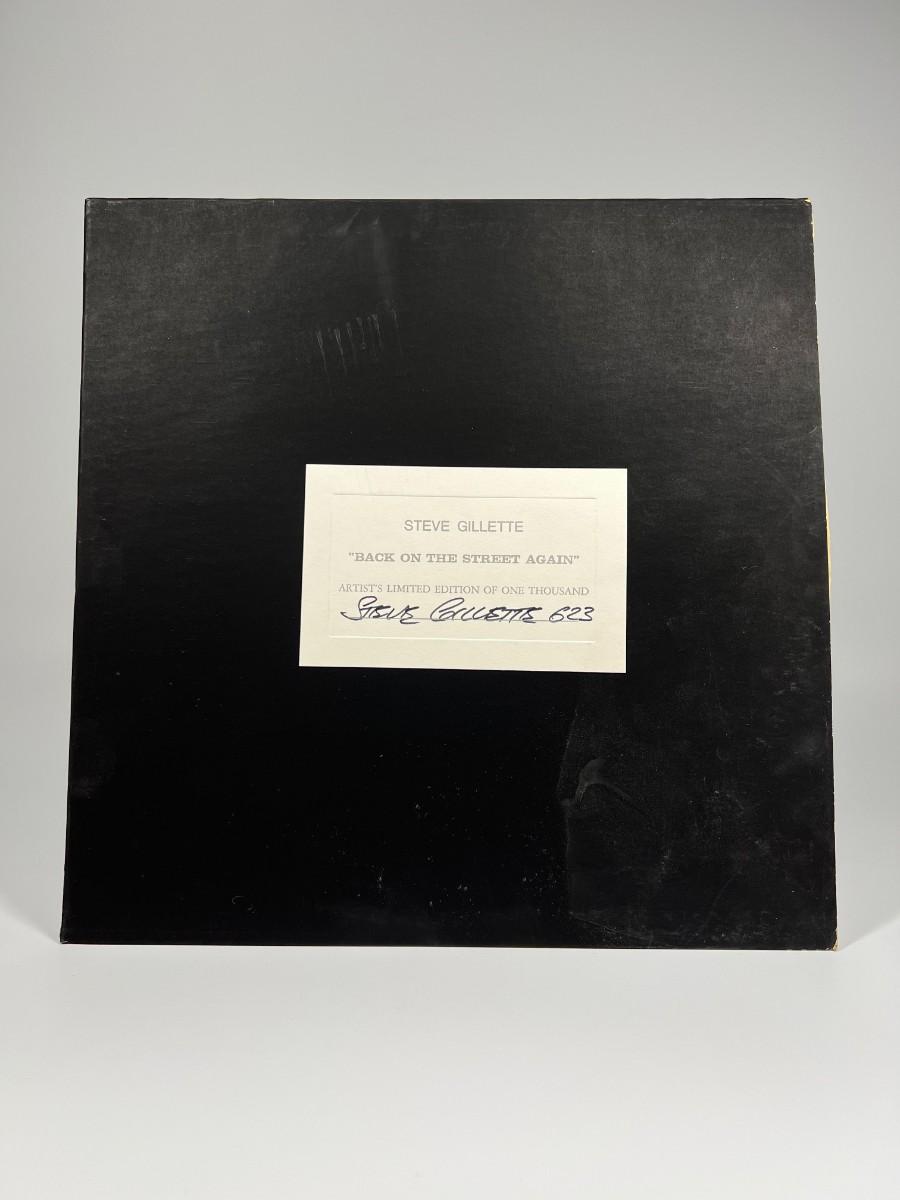 STEVE GILLETTE
"BACK ON THE STREET AGAIN"
ARTIST'S LIMITED EDITION OF ONE THOUSAND
STEVE GILLETTE 623